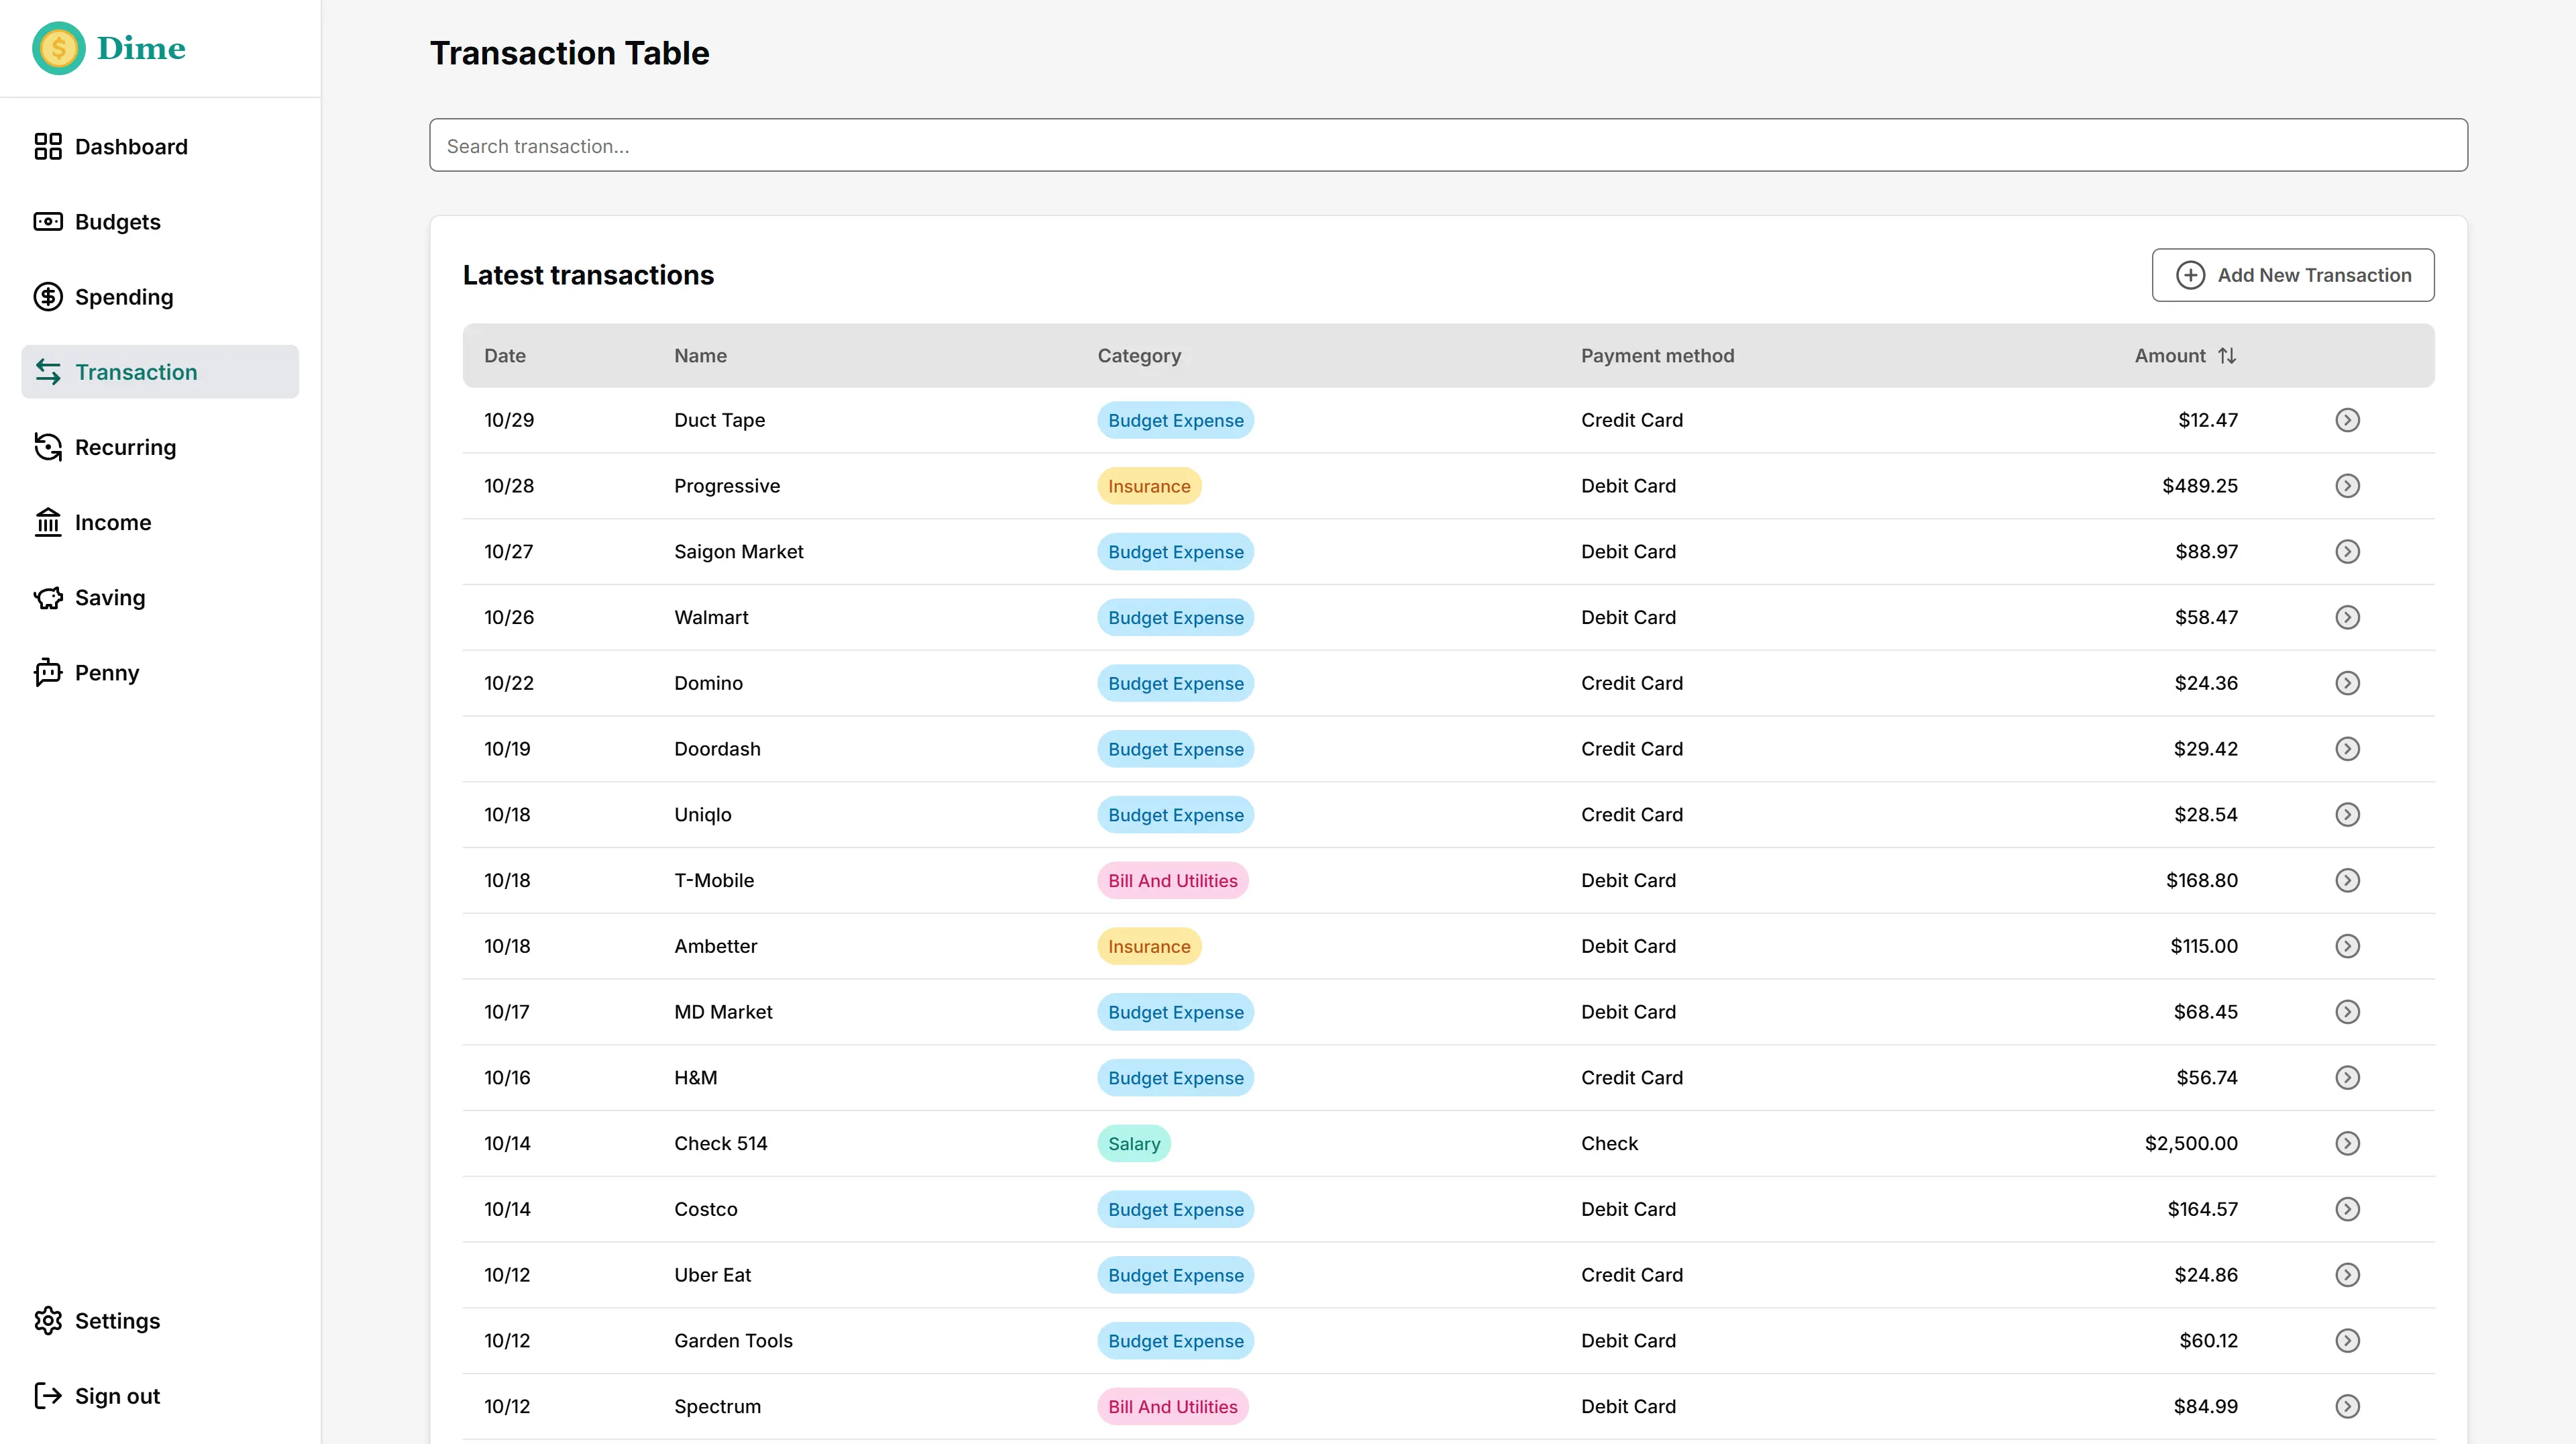 Dime
Dashboard
Budgets
Spending
Transaction
Recurring
Income
Saving
Penny
Settings
Sign out
Transaction Table
Search transaction...
Latest transactions
Add New Transaction
Date Name Category Payment method Amount
10/29 Duct Tape Budget Expense Credit Card $12.47
10/28 Progressive Insurance Debit Card $489.25
10/27 Saigon Market Budget Expense Debit Card $88.97
10/26 Walmart Budget Expense Debit Card $58.47
10/22 Domino Budget Expense Credit Card $24.36
10/19 Doordash Budget Expense Credit Card $29.42
10/18 Uniqlo Budget Expense Credit Card $28.54
10/18 T-Mobile Bill And Utilities Debit Card $168.80
10/18 Ambetter Insurance Debit Card $115.00
10/17 MD Market Budget Expense Debit Card $68.45
10/16 H&M Budget Expense Credit Card $56.74
10/14 Check 514 Salary Check $2,500.00
10/14 Costco Budget Expense Debit Card $164.57
10/12 Uber Eat Budget Expense Credit Card $24.86
10/12 Garden Tools Budget Expense Debit Card $60.12
10/12 Spectrum Bill And Utilities Debit Card $84.99